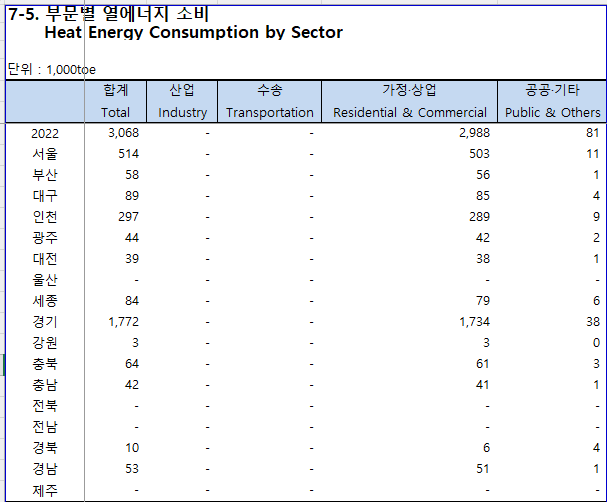 7-5. 부문별 열에너지 소비
Heat Energy Consumption by Sector
단위 : 1,000toe
합계 산업 수송 가정·상업 공공·기타
Total Industry Transportation Residential & Commercial Public & Others
2022 3,068 - - 2,988 81
서울 514 - - 503 11
부산 58 - - 56 1
대구 89 - - 85 4
인천 297 - - 289 9
광주 44 - - 42 2
대전 39 - - 38 1
울산 - - - - -
세종 84 - - 79 6
경기 1,772 - - 1,734 38
강원 3 - - 3 0
충북 64 - - 61 3
충남 42 - - 41 1
전북 - - - - -
전남 - - - - -
경북 10 - - 6 4
경남 53 - - 51 1
제주 - - - - -